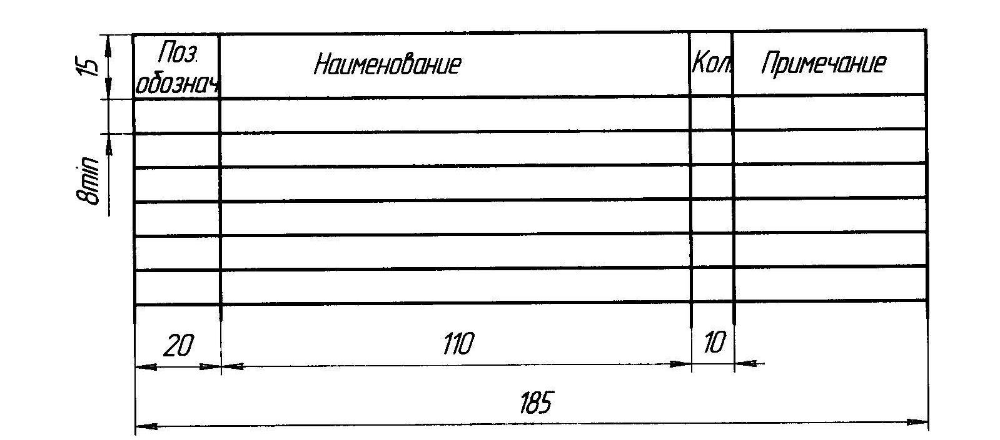 Поз.
обознач
Наименование
Кол.
Примечание
15
8min
20
110
10
185